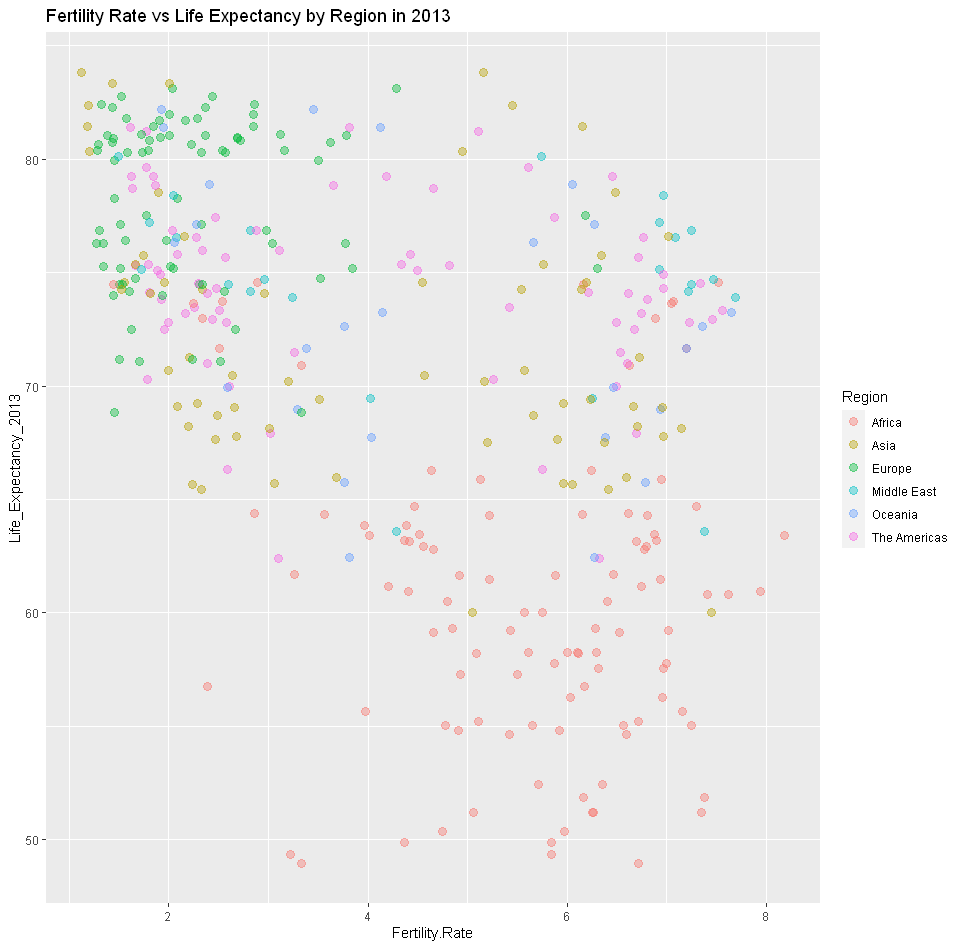 Fertility Rate vs Life Expectancy by Region in 2013
Life_Expectancy_2013
80
70
60
50
2
4
6
8
Fertility.Rate
Region
Africa
Asia
Europe
Middle East
Oceania
The Americas